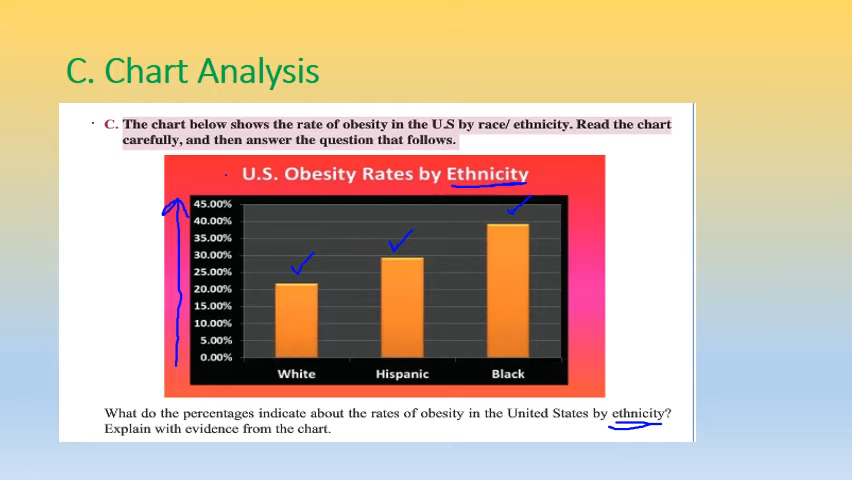 C. Chart Analysis
C. The chart below shows the rate of obesity in the U.S by race/ ethnicity. Read the chart
carefully, and then answer the question that follows.
U.S. Obesity Rates by Ethnicity
45.00%
40.00%
35.00%
30.00%
25.00%
20.00%
15.00%
10.00%
5.00%
0.00%
White Hispanic Black
What do the percentages indicate about the rates of obesity in the United States by ethnicity?
Explain with evidence from the chart.